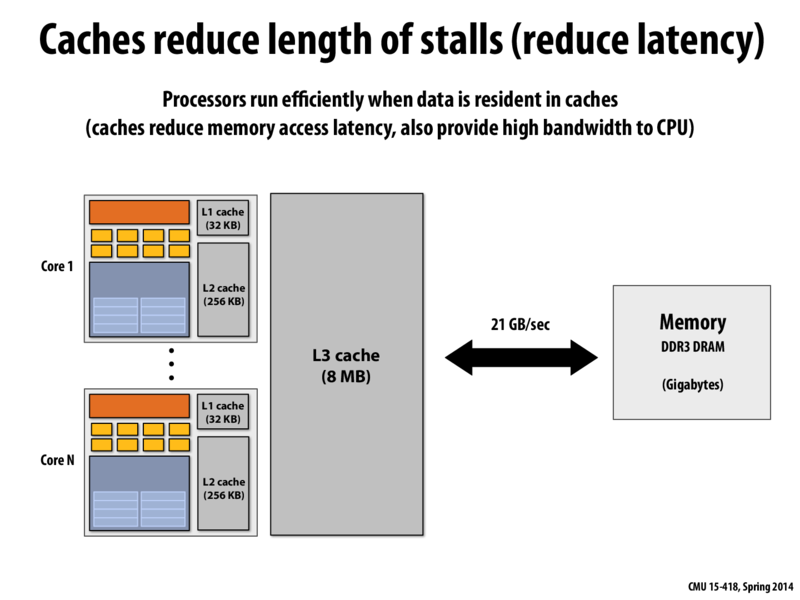 Caches reduce length of stalls (reduce latency)
Processors run efficiently when data is resident in caches
(caches reduce memory access latency, also provide high bandwidth to CPU)
Core 1
L1 cache
(32 KB)
L2 cache
(256 KB)
Core N
L1 cache
(32 KB)
L2 cache
(256 KB)
L3 cache
(8 MB)
21 GB/sec
Memory
DDR3 DRAM
(Gigabytes)
CMU 15-418, Spring 2014